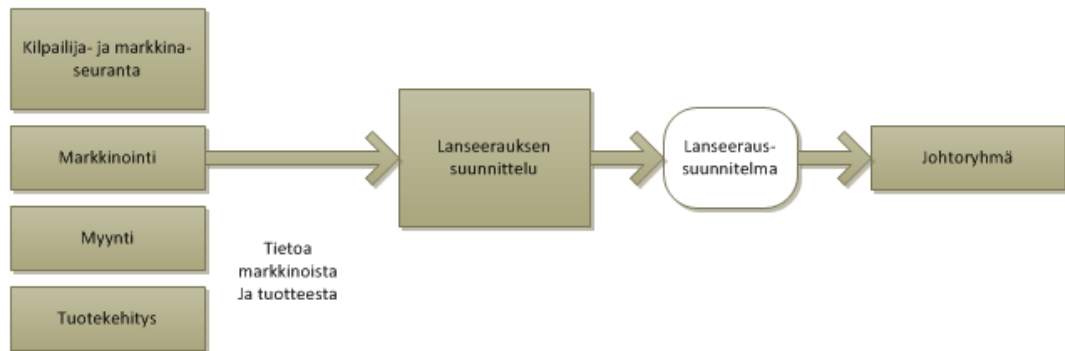 Kilpailija- ja markkina-
seuranta
Markkinointi
Myynti
Tuotekehitys
Tietoa
markkinoista
Ja tuotteesta
Lanseerauksen
suunnittelu
Lanseeraus-
suunnitelma
Johtoryhmä